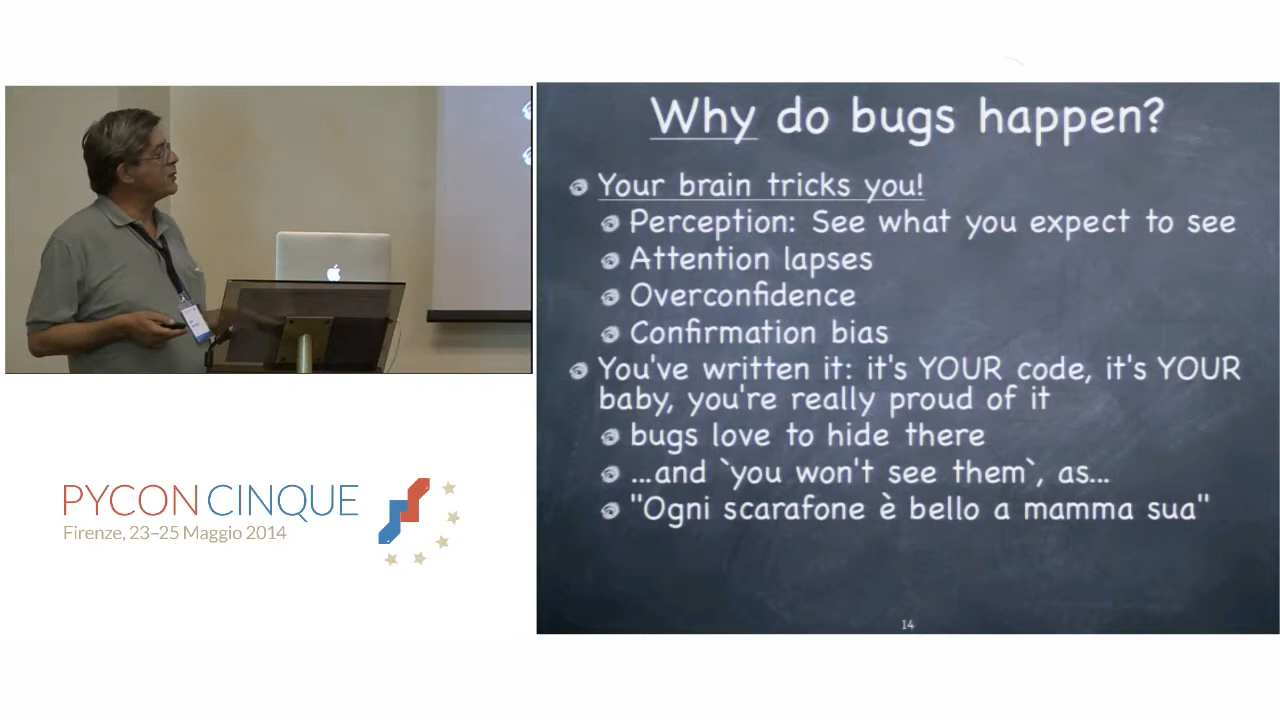 Why do bugs happen?
Your brain tricks you!
Perception: See what you expect to see
Attention lapses
Overconfidence
Confirmation bias
You've written it: it's YOUR code, it's YOUR
baby, you're really proud of it
bugs love to hide there
...and `you won't see them`, as...
"Ogni scarafone è bello a mamma sua"
14
PYCON CINQUE
Firenze, 23–25 Maggio 2014